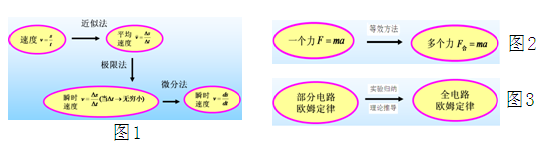 近似法
速度 v=s/t
平均速度 v=Δs/Δt
极限法
瞬时速度 v=Δs/Δt(当Δt→无穷小)
微分法
瞬时速度 v=ds/dt
图1
一个力 F=ma
等效方法
多个力 F合=ma
图2
部分电路欧姆定律
实验归纳
理论推导
全电路欧姆定律
图3